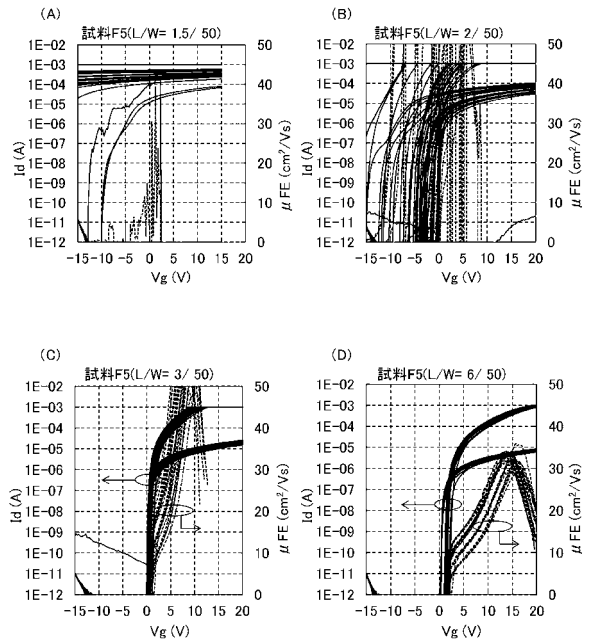 (A)
試料F5(L/W= 1.5/ 50)
1E-02
1E-03
1E-04
1E-05
1E-06
1E-07
1E-08
1E-09
1E-10
1E-11
1E-12
Id (A)
50
40
30
20
10
0
μFE (cm²/Vs)
-15 -10 -5 0 5 10 15 20
Vg (V)
(B)
試料F5(L/W= 2/ 50)
1E-02
1E-03
1E-04
1E-05
1E-06
1E-07
1E-08
1E-09
1E-10
1E-11
1E-12
Id (A)
50
40
30
20
10
0
μFE (cm²/Vs)
-15 -10 -5 0 5 10 15 20
Vg (V)
(C)
試料F5(L/W= 3/ 50)
1E-02
1E-03
1E-04
1E-05
1E-06
1E-07
1E-08
1E-09
1E-10
1E-11
1E-12
Id (A)
50
40
30
20
10
0
μFE (cm²/Vs)
-15 -10 -5 0 5 10 15 20
Vg (V)
(D)
試料F5(L/W= 6/ 50)
1E-02
1E-03
1E-04
1E-05
1E-06
1E-07
1E-08
1E-09
1E-10
1E-11
1E-12
Id (A)
50
40
30
20
10
0
μFE (cm²/Vs)
-15 -10 -5 0 5 10 15 20
Vg (V)